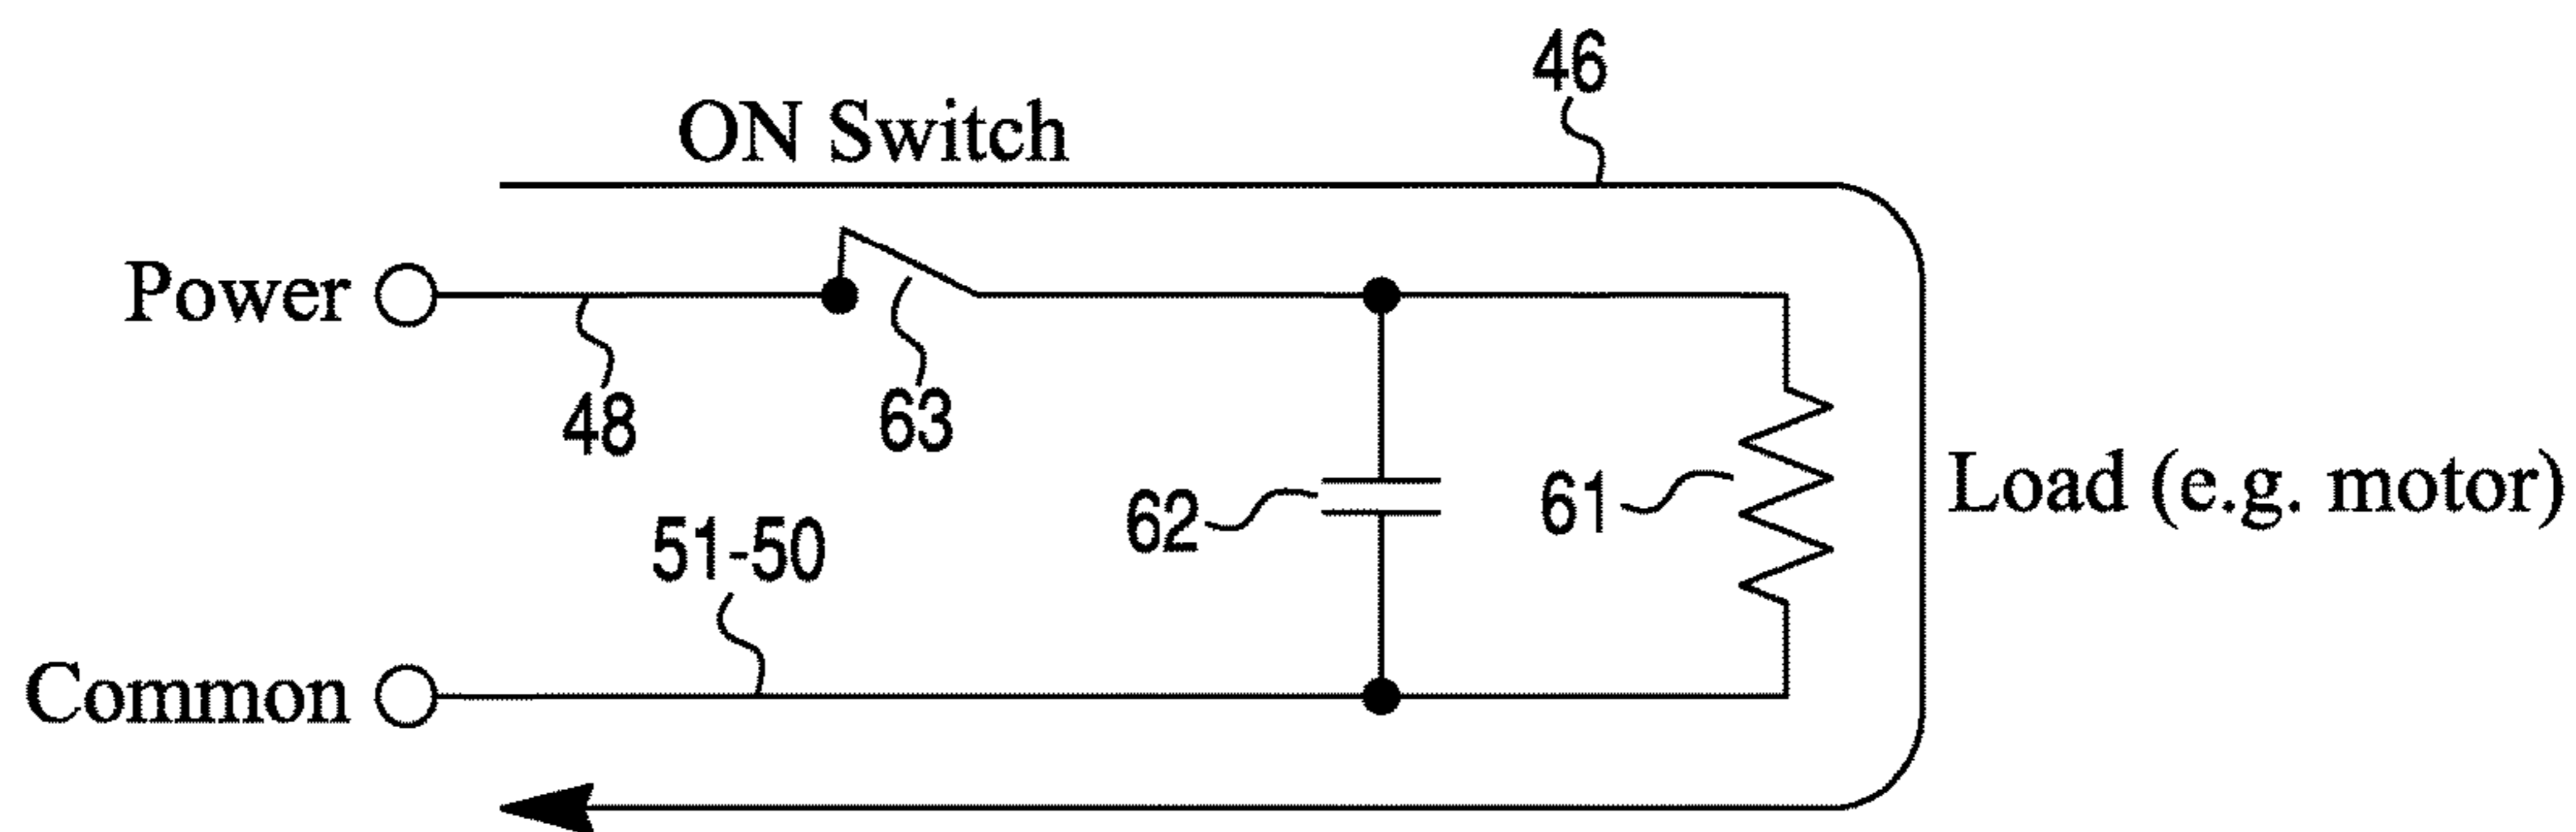 46
ON Switch
Power
48
63
62
61
Load (e.g. motor)
51-50
Common